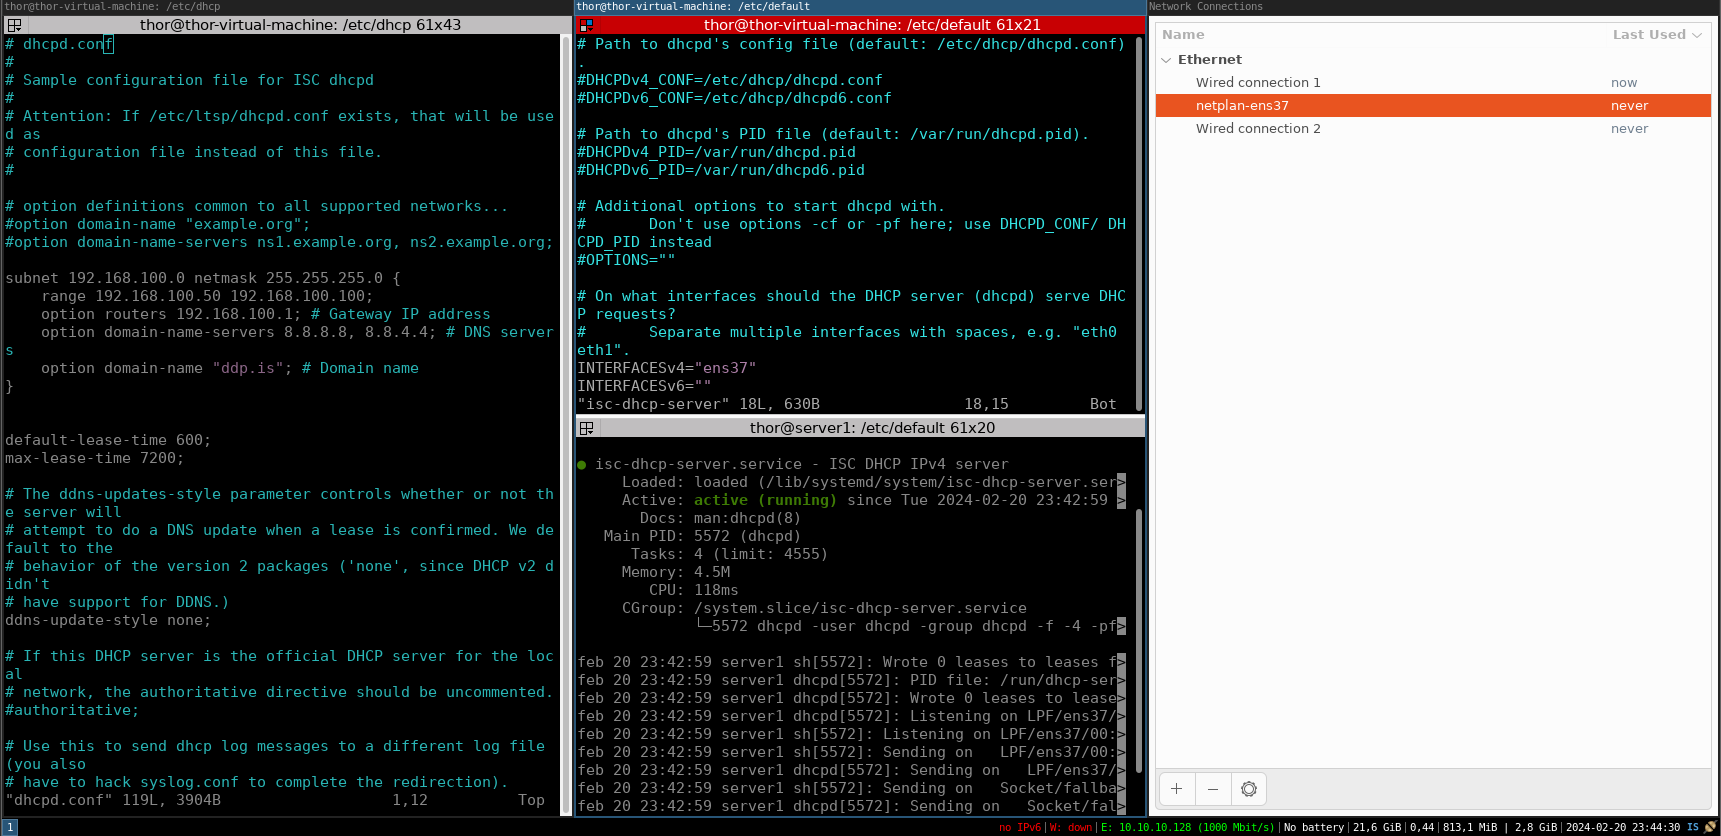 thor@thor-virtual-machine: /etc/dhcp
thor@thor-virtual-machine: /etc/dhcp 61x43
# dhcpd.conf
#
# Sample configuration file for ISC dhcpd
#
# Attention: If /etc/ltsp/dhcpd.conf exists, that will be use
d as
# configuration file instead of this file.
#
# option definitions common to all supported networks...
#option domain-name "example.org";
#option domain-name-servers ns1.example.org, ns2.example.org;
subnet 192.168.100.0 netmask 255.255.255.0 {
range 192.168.100.50 192.168.100.100;
option routers 192.168.100.1; # Gateway IP address
option domain-name-servers 8.8.8.8, 8.8.4.4; # DNS server
s
option domain-name "ddp.is"; # Domain name
}
default-lease-time 600;
max-lease-time 7200;
# The ddns-updates-style parameter controls whether or not th
e server will
# attempt to do a DNS update when a lease is confirmed. We de
fault to the
# behavior of the version 2 packages ('none', since DHCP v2 d
idn't
# have support for DDNS.)
ddns-update-style none;
# If this DHCP server is the official DHCP server for the loc
al
# network, the authoritative directive should be uncommented.
#authoritative;
# Use this to send dhcp log messages to a different log file
(you also
# have to hack syslog.conf to complete the redirection).
"dhcpd.conf" 119L, 3904B 1,12 Top
thor@thor-virtual-machine: /etc/default
thor@thor-virtual-machine: /etc/default 61x21
# Path to dhcpd's config file (default: /etc/dhcp/dhcpd.conf)
.
#DHCPDv4_CONF=/etc/dhcp/dhcpd.conf
#DHCPDv6_CONF=/etc/dhcp/dhcpd6.conf
# Path to dhcpd's PID file (default: /var/run/dhcpd.pid).
#DHCPDv4_PID=/var/run/dhcpd.pid
#DHCPDv6_PID=/var/run/dhcpd6.pid
# Additional options to start dhcpd with.
# Don't use options -cf or -pf here; use DHCPD_CONF/ DH
CPD_PID instead
#OPTIONS=""
# On what interfaces should the DHCP server (dhcpd) serve DHC
P requests?
# Separate multiple interfaces with spaces, e.g. "eth0
eth1".
INTERFACESv4="ens37"
INTERFACESv6=""
"isc-dhcp-server" 18L, 630B 18,15 Bot
thor@server1: /etc/default 61x20
● isc-dhcp-server.service - ISC DHCP IPv4 server
Loaded: loaded (/lib/systemd/system/isc-dhcp-server.ser>
Active: active (running) since Tue 2024-02-20 23:42:59 >
Docs: man:dhcpd(8)
Main PID: 5572 (dhcpd)
Tasks: 4 (limit: 4555)
Memory: 4.5M
CPU: 118ms
CGroup: /system.slice/isc-dhcp-server.service
└─5572 dhcpd -user dhcpd -group dhcpd -f -4 -pf>
feb 20 23:42:59 server1 sh[5572]: Wrote 0 leases to leases f>
feb 20 23:42:59 server1 dhcpd[5572]: PID file: /run/dhcp-ser>
feb 20 23:42:59 server1 dhcpd[5572]: Wrote 0 leases to lease>
feb 20 23:42:59 server1 dhcpd[5572]: Listening on LPF/ens37/>
feb 20 23:42:59 server1 sh[5572]: Listening on LPF/ens37/00:>
feb 20 23:42:59 server1 sh[5572]: Sending on LPF/ens37/00:>
feb 20 23:42:59 server1 dhcpd[5572]: Sending on LPF/ens37/>
feb 20 23:42:59 server1 sh[5572]: Sending on Socket/fallba>
feb 20 23:42:59 server1 dhcpd[5572]: Sending on Socket/fal>
Network Connections
Name Last Used
Ethernet
Wired connection 1 now
netplan-ens37 never
Wired connection 2 never
1
no IPv6|W: down|E: 10.10.10.128 (1000 Mbit/s)|No battery|21,6 GiB|0,44|813,1 MiB | 2,8 GiB|2024-02-20 23:44:30 IS